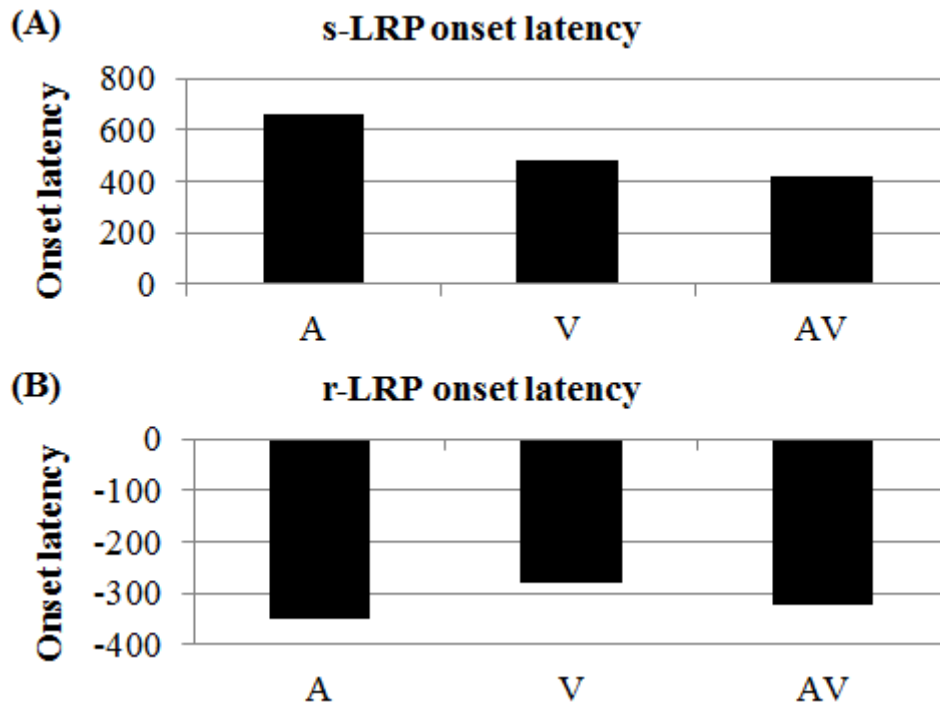 (A)
s-LRP onset latency
Onset latency
800
600
400
200
0
A V AV
(B)
r-LRP onset latency
Onset latency
0
-100
-200
-300
-400
A V AV